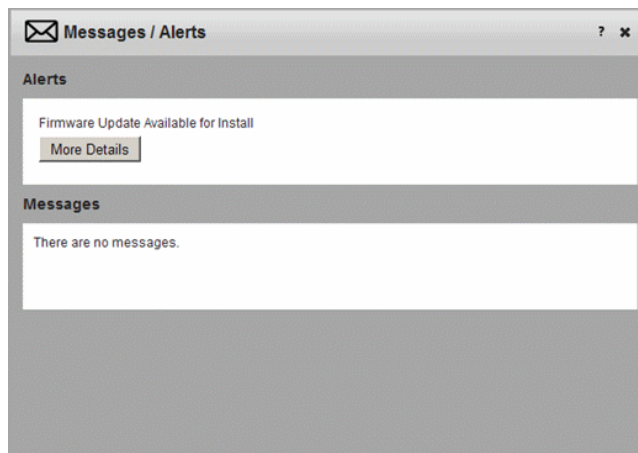 Messages / Alerts
?
Alerts
Firmware Update Available for Install
More Details
Messages
There are no messages.